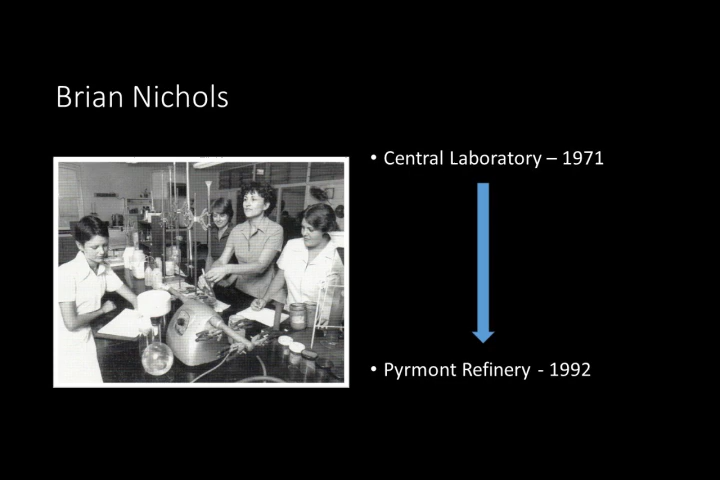 Brian Nichols
• Central Laboratory – 1971
• Pyrmont Refinery - 1992